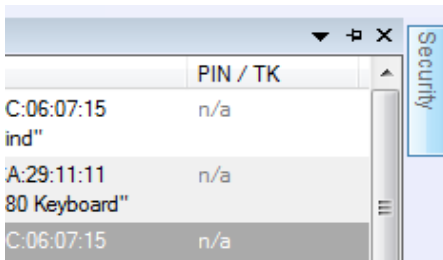 PIN / TK
C:06:07:15 n/a
ind"
A:29:11:11 n/a
80 Keyboard"
C:06:07:15 n/a
Security